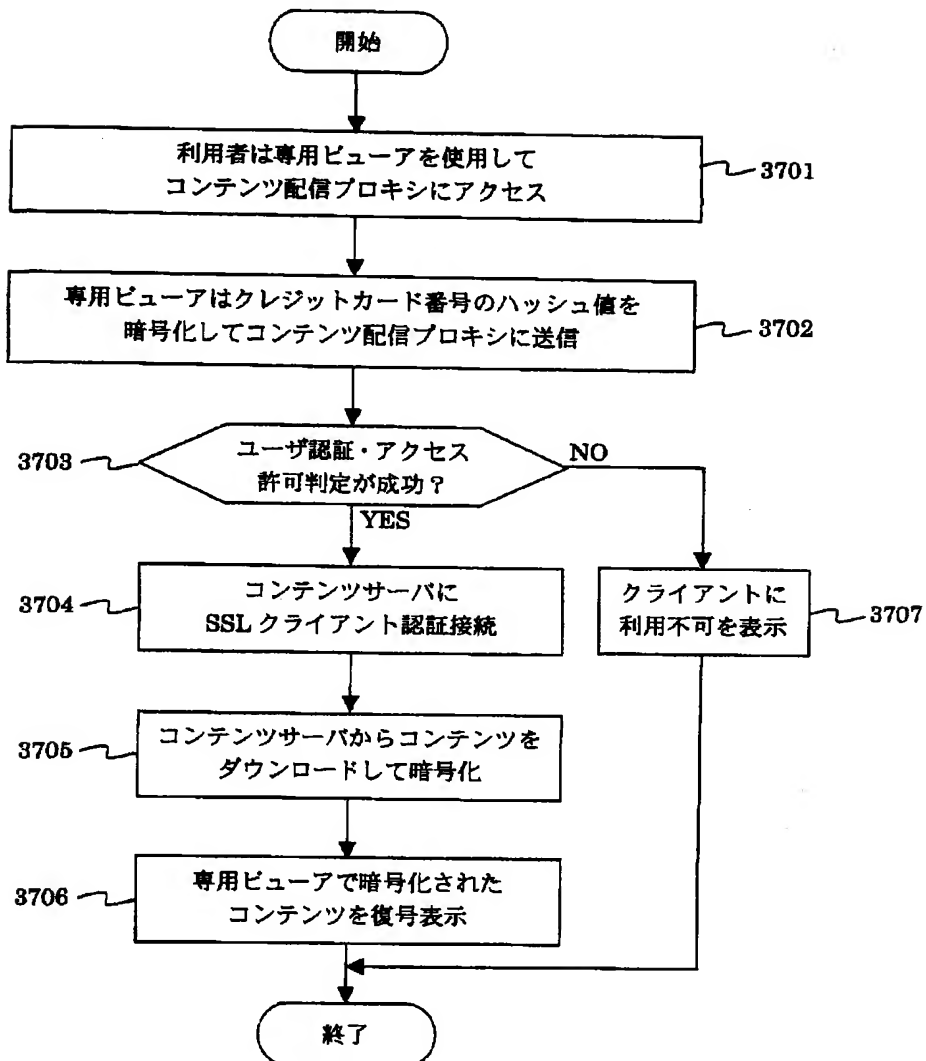 開始
利用者は専用ビューアを使用して
コンテンツ配信プロキシにアクセス
3701
専用ビューアはクレジットカード番号のハッシュ値を
暗号化してコンテンツ配信プロキシに送信
3702
3703
ユーザ認証・アクセス
許可判定が成功？
NO
YES
3704
コンテンツサーバに
SSLクライアント認証接続
クライアントに
利用不可を表示
3707
3705
コンテンツサーバからコンテンツを
ダウンロードして暗号化
3706
専用ビューアで暗号化された
コンテンツを復号表示
終了